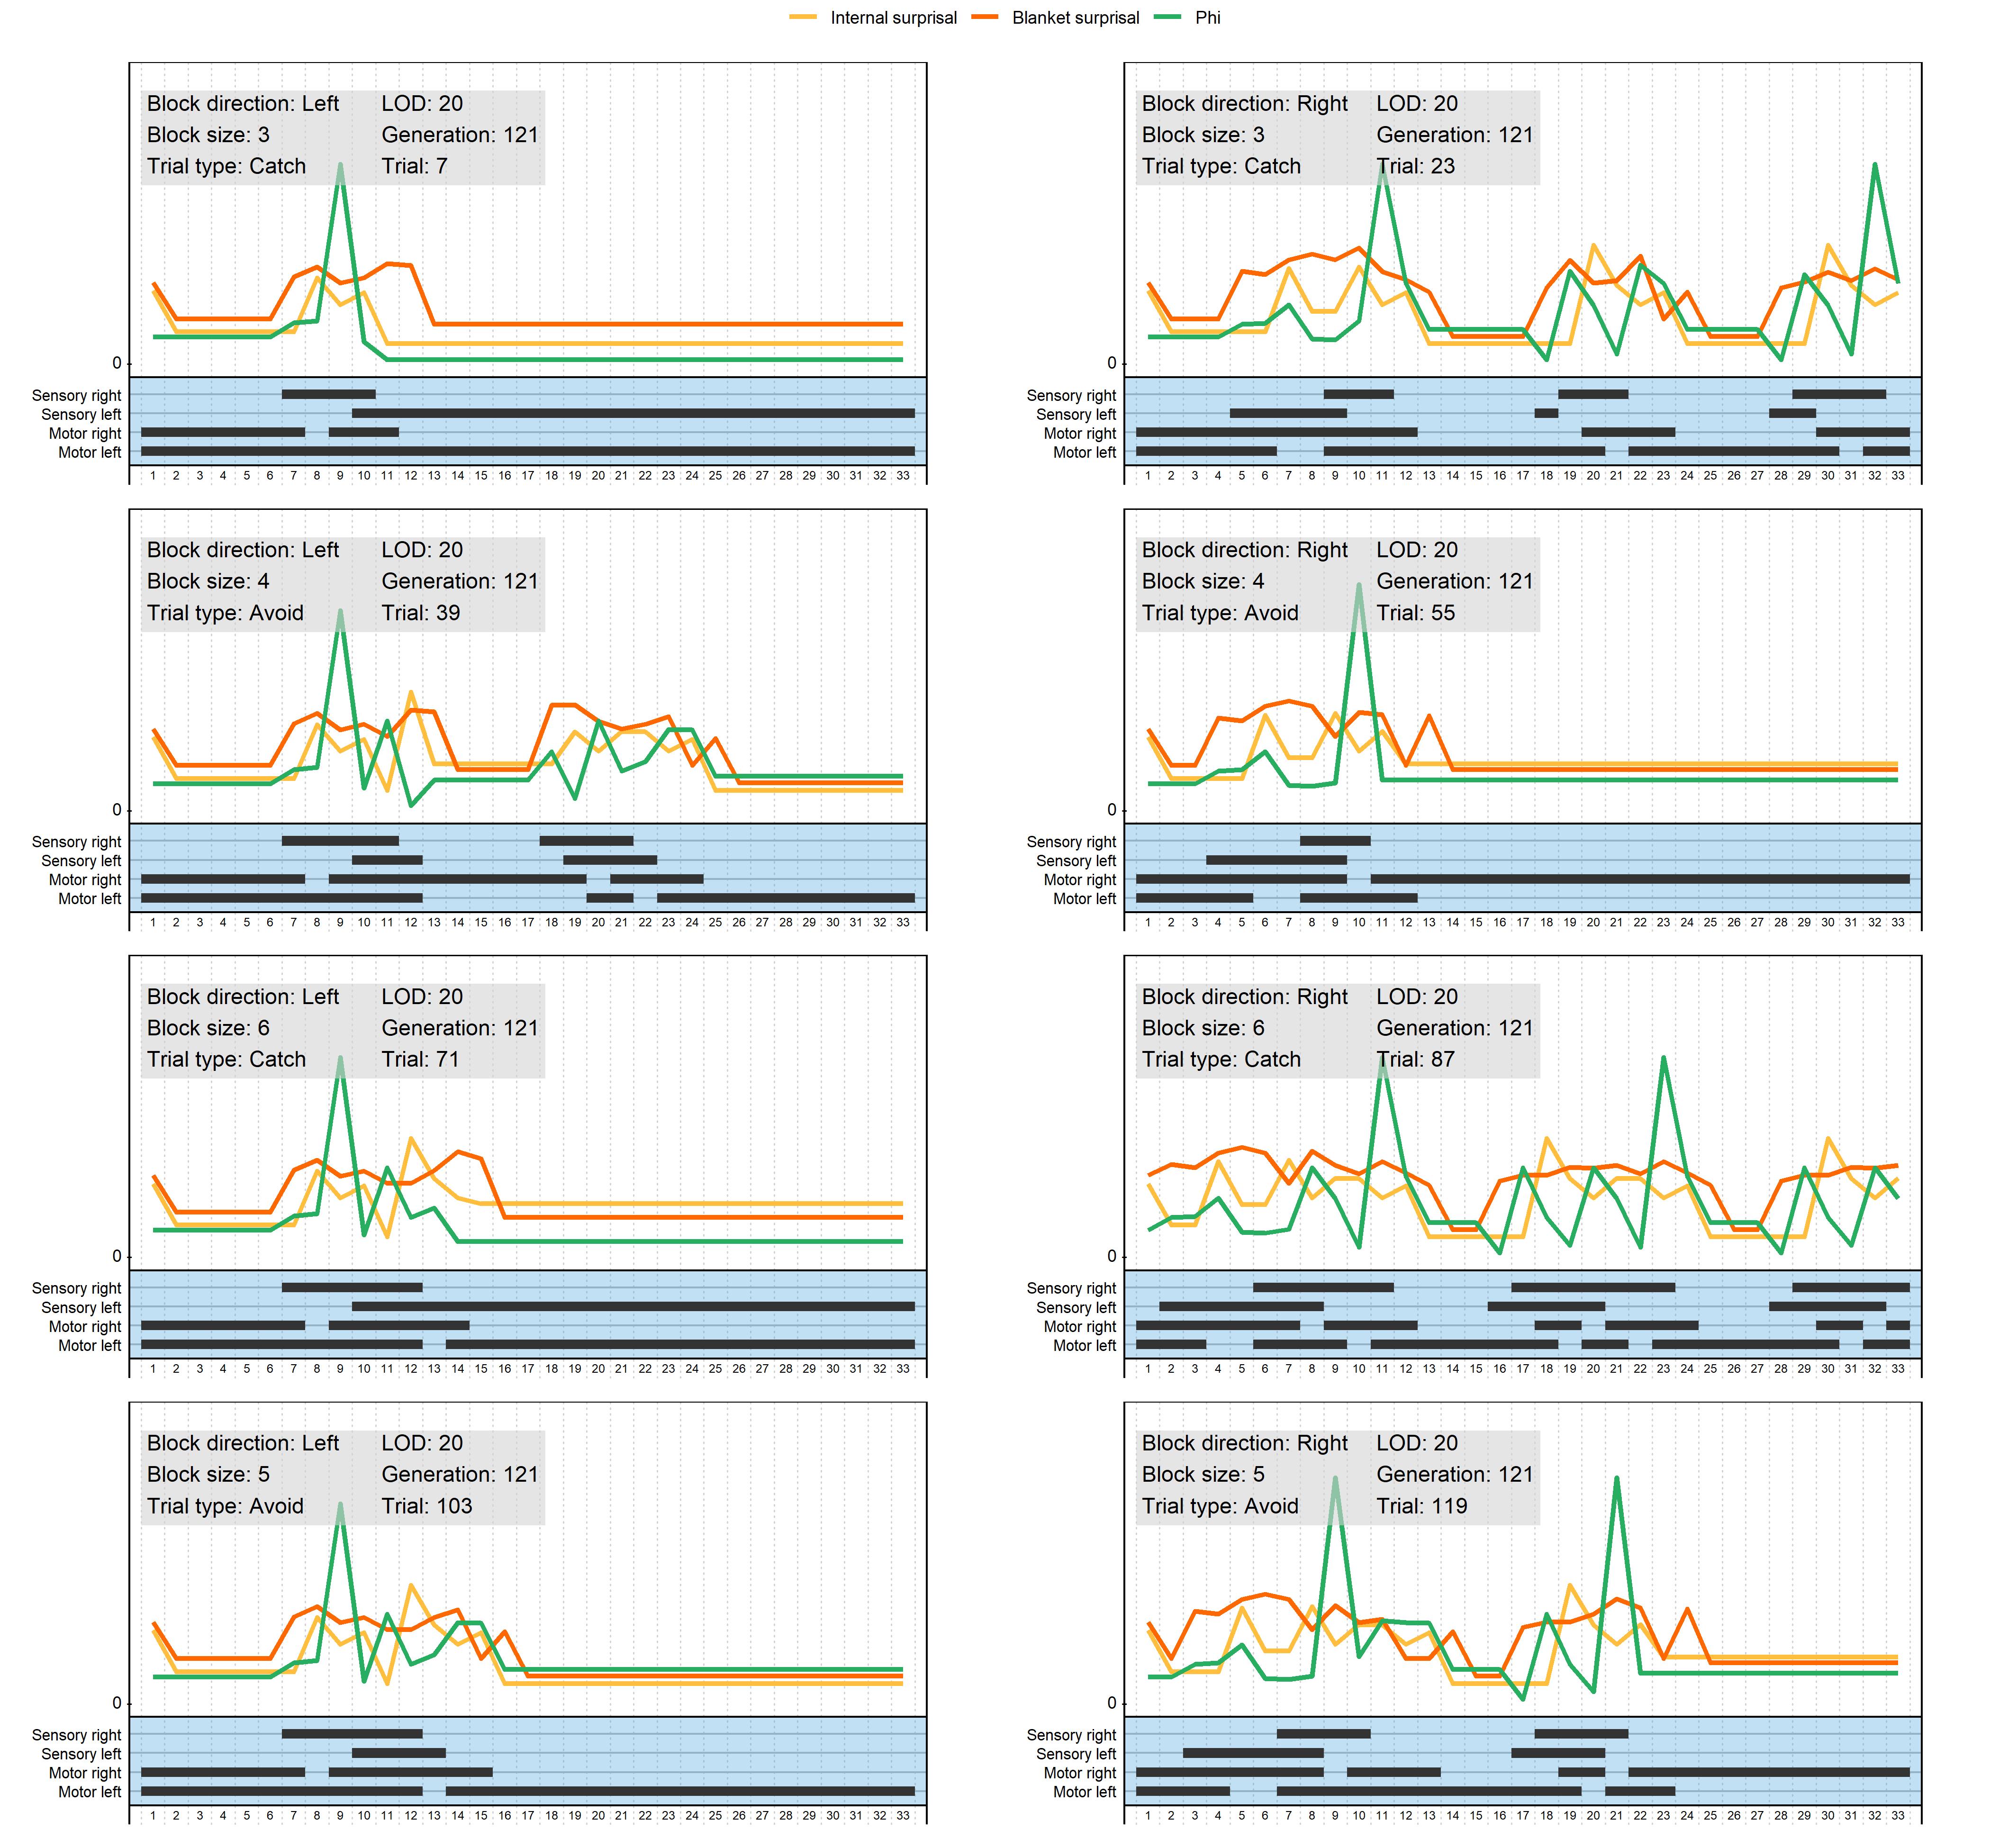 Internal surprisal Blanket surprisal Phi
Block direction: Left LOD: 20
Block size: 3 Generation: 121
Trial type: Catch Trial: 7
0
Sensory right
Sensory left
Motor right
Motor left
1 2 3 4 5 6 7 8 9 10 11 12 13 14 15 16 17 18 19 20 21 22 23 24 25 26 27 28 29 30 31 32 33
Block direction: Right LOD: 20
Block size: 3 Generation: 121
Trial type: Catch Trial: 23
0
Sensory right
Sensory left
Motor right
Motor left
1 2 3 4 5 6 7 8 9 10 11 12 13 14 15 16 17 18 19 20 21 22 23 24 25 26 27 28 29 30 31 32 33
Block direction: Left LOD: 20
Block size: 4 Generation: 121
Trial type: Avoid Trial: 39
0
Sensory right
Sensory left
Motor right
Motor left
1 2 3 4 5 6 7 8 9 10 11 12 13 14 15 16 17 18 19 20 21 22 23 24 25 26 27 28 29 30 31 32 33
Block direction: Right LOD: 20
Block size: 4 Generation: 121
Trial type: Avoid Trial: 55
0
Sensory right
Sensory left
Motor right
Motor left
1 2 3 4 5 6 7 8 9 10 11 12 13 14 15 16 17 18 19 20 21 22 23 24 25 26 27 28 29 30 31 32 33
Block direction: Left LOD: 20
Block size: 6 Generation: 121
Trial type: Catch Trial: 71
0
Sensory right
Sensory left
Motor right
Motor left
1 2 3 4 5 6 7 8 9 10 11 12 13 14 15 16 17 18 19 20 21 22 23 24 25 26 27 28 29 30 31 32 33
Block direction: Right LOD: 20
Block size: 6 Generation: 121
Trial type: Catch Trial: 87
0
Sensory right
Sensory left
Motor right
Motor left
1 2 3 4 5 6 7 8 9 10 11 12 13 14 15 16 17 18 19 20 21 22 23 24 25 26 27 28 29 30 31 32 33
Block direction: Left LOD: 20
Block size: 5 Generation: 121
Trial type: Avoid Trial: 103
0
Sensory right
Sensory left
Motor right
Motor left
1 2 3 4 5 6 7 8 9 10 11 12 13 14 15 16 17 18 19 20 21 22 23 24 25 26 27 28 29 30 31 32 33
Block direction: Right LOD: 20
Block size: 5 Generation: 121
Trial type: Avoid Trial: 119
0
Sensory right
Sensory left
Motor right
Motor left
1 2 3 4 5 6 7 8 9 10 11 12 13 14 15 16 17 18 19 20 21 22 23 24 25 26 27 28 29 30 31 32 33